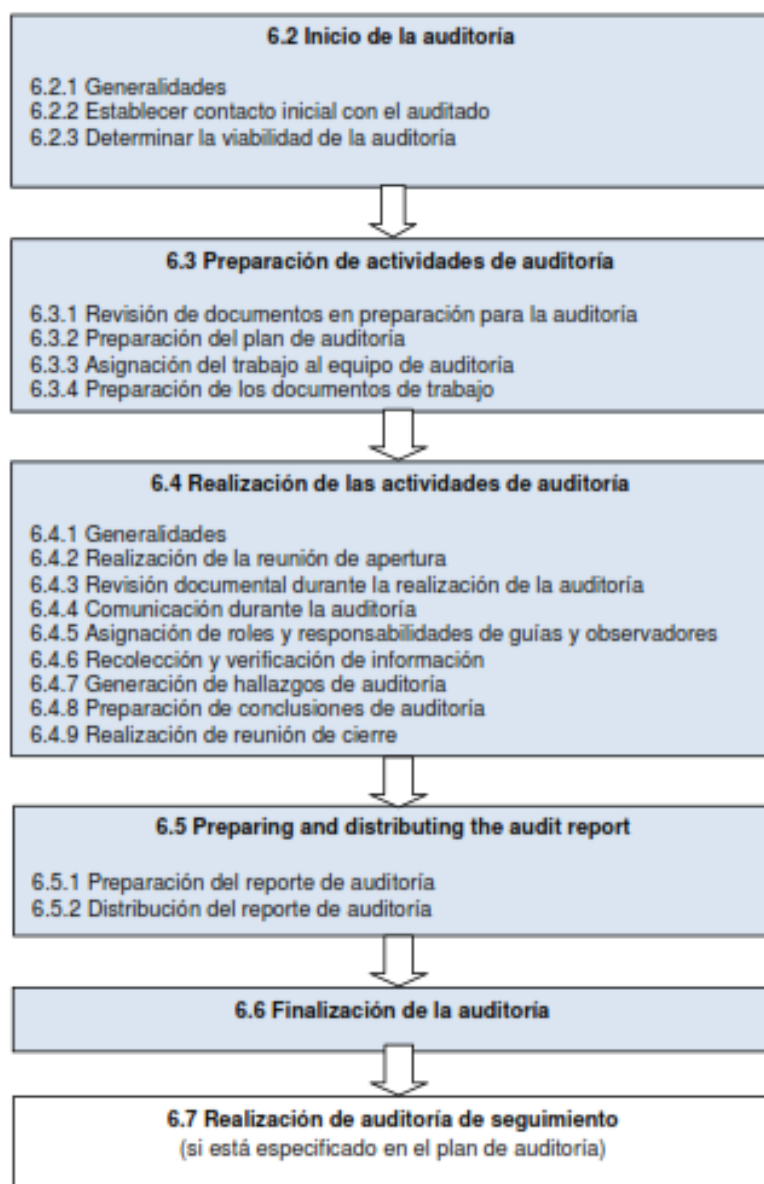 6.2 Inicio de la auditoría
6.2.1 Generalidades
6.2.2 Establecer contacto inicial con el auditado
6.2.3 Determinar la viabilidad de la auditoría
6.3 Preparación de actividades de auditoría
6.3.1 Revisión de documentos en preparación para la auditoría
6.3.2 Preparación del plan de auditoría
6.3.3 Asignación del trabajo al equipo de auditoría
6.3.4 Preparación de los documentos de trabajo
6.4 Realización de las actividades de auditoría
6.4.1 Generalidades
6.4.2 Realización de la reunión de apertura
6.4.3 Revisión documental durante la realización de la auditoría
6.4.4 Comunicación durante la auditoría
6.4.5 Asignación de roles y responsabilidades de guías y observadores
6.4.6 Recolección y verificación de información
6.4.7 Generación de hallazgos de auditoría
6.4.8 Preparación de conclusiones de auditoría
6.4.9 Realización de reunión de cierre
6.5 Preparing and distributing the audit report
6.5.1 Preparación del reporte de auditoría
6.5.2 Distribución del reporte de auditoría
6.6 Finalización de la auditoría
6.7 Realización de auditoría de seguimiento
(si está especificado en el plan de auditoría)